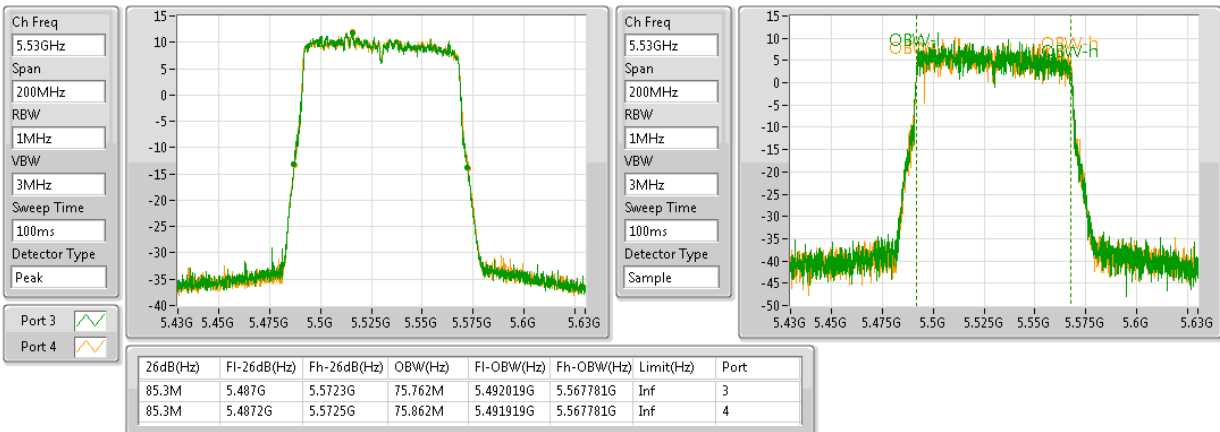 Ch Freq
5.53GHz
Span
200MHz
RBW
1MHz
VBW
3MHz
Sweep Time
100ms
Detector Type
Peak
15
10
5
0
-5
-10
-15
-20
-25
-30
-35
-40
5.43G 5.45G 5.475G 5.5G 5.525G 5.55G 5.575G 5.6G 5.63G
Ch Freq
5.53GHz
Span
200MHz
RBW
1MHz
VBW
3MHz
Sweep Time
100ms
Detector Type
Sample
15
10
5
0
-5
-10
-15
-20
-25
-30
-35
-40
-45
-50
OBW-l OBW-h
OBW-h
5.43G 5.45G 5.475G 5.5G 5.525G 5.55G 5.575G 5.6G 5.63G
Port 3
Port 4
26dB(Hz) Fl-26dB(Hz) Fh-26dB(Hz) OBW(Hz) Fl-OBW(Hz) Fh-OBW(Hz) Limit(Hz) Port
85.3M 5.487G 5.5723G 75.762M 5.492019G 5.567781G Inf 3
85.3M 5.4872G 5.5725G 75.862M 5.491919G 5.567781G Inf 4